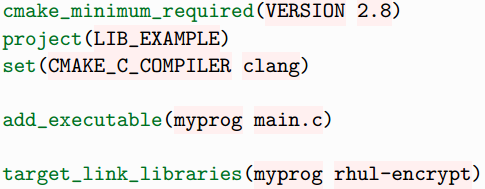 cmake_minimum_required(VERSION 2.8)
project(LIB_EXAMPLE)
set(CMAKE_C_COMPILER clang)
add_executable(myprog main.c)
target_link_libraries(myprog rhul-encrypt)